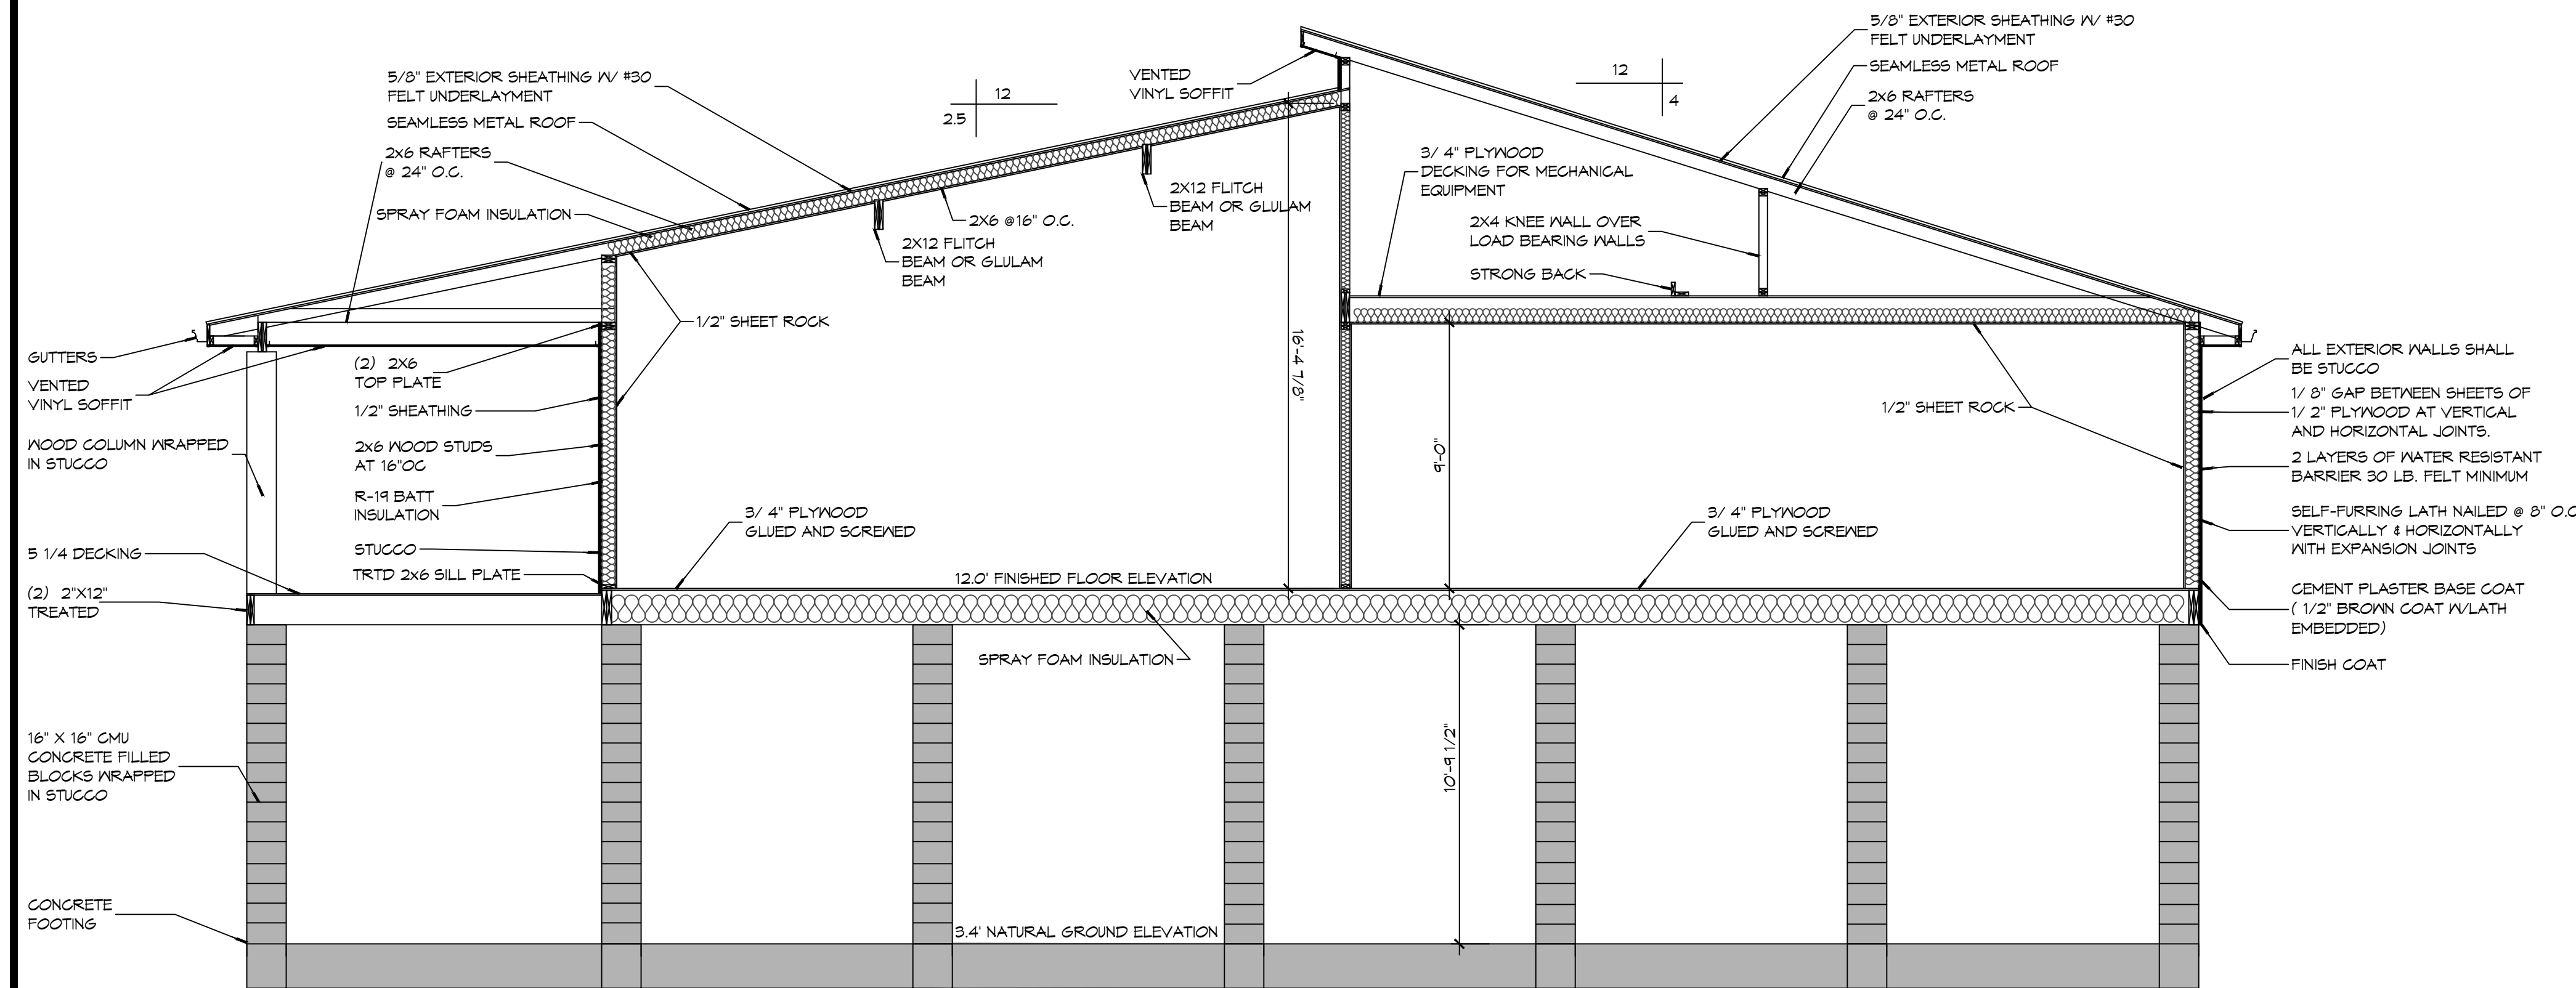 5/8" EXTERIOR SHEATHING W/ #30
FELT UNDERLAYMENT
SEAMLESS METAL ROOF
2x6 RAFTERS
@ 24" O.C.
SPRAY FOAM INSULATION
12
2.5
VENTED
VINYL SOFFIT
12
4
5/8" EXTERIOR SHEATHING W/ #30
FELT UNDERLAYMENT
SEAMLESS METAL ROOF
2x6 RAFTERS
@ 24" O.C.
3/ 4" PLYWOOD
DECKING FOR MECHANICAL
EQUIPMENT
2X12 FLITCH
BEAM OR GLULAM
BEAM
2X6 @16" O.C.
2X12 FLITCH
BEAM OR GLULAM
BEAM
2X4 KNEE WALL OVER
LOAD BEARING WALLS
STRONG BACK
1/2" SHEET ROCK
GUTTERS
VENTED
VINYL SOFFIT
WOOD COLUMN WRAPPED
IN STUCCO
5 1/4 DECKING
(2) 2"X12"
TREATED
(2) 2X6
TOP PLATE
1/2" SHEATHING
2x6 WOOD STUDS
AT 16"OC
R-19 BATT
INSULATION
STUCCO
TRTD 2x6 SILL PLATE
3/ 4" PLYWOOD
GLUED AND SCREWED
12.0' FINISHED FLOOR ELEVATION
16'-4 7/8"
9'-0"
1/2" SHEET ROCK
3/ 4" PLYWOOD
GLUED AND SCREWED
ALL EXTERIOR WALLS SHALL
BE STUCCO
1/ 8" GAP BETWEEN SHEETS OF
1/ 2" PLYWOOD AT VERTICAL
AND HORIZONTAL JOINTS.
2 LAYERS OF WATER RESISTANT
BARRIER 30 LB. FELT MINIMUM
SELF-FURRING LATH NAILED @ 8" O.C
VERTICALLY & HORIZONTALLY
WITH EXPANSION JOINTS
CEMENT PLASTER BASE COAT
( 1/2" BROWN COAT W/LATH
EMBEDDED)
FINISH COAT
SPRAY FOAM INSULATION
16" X 16" CMU
CONCRETE FILLED
BLOCKS WRAPPED
IN STUCCO
10'-9 1/2"
CONCRETE
FOOTING
3.4' NATURAL GROUND ELEVATION